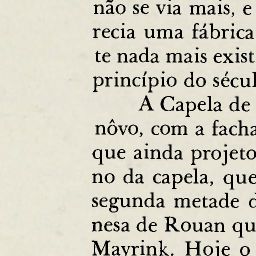 não se via mais, e
recia uma fábrica
te nada mais exist
princípio do sécul
A Capela de
nôvo, com a facha
que ainda projeto
no da capela, que
segunda metade d
nesa de Rouan qu
Mayrink. Hoje o